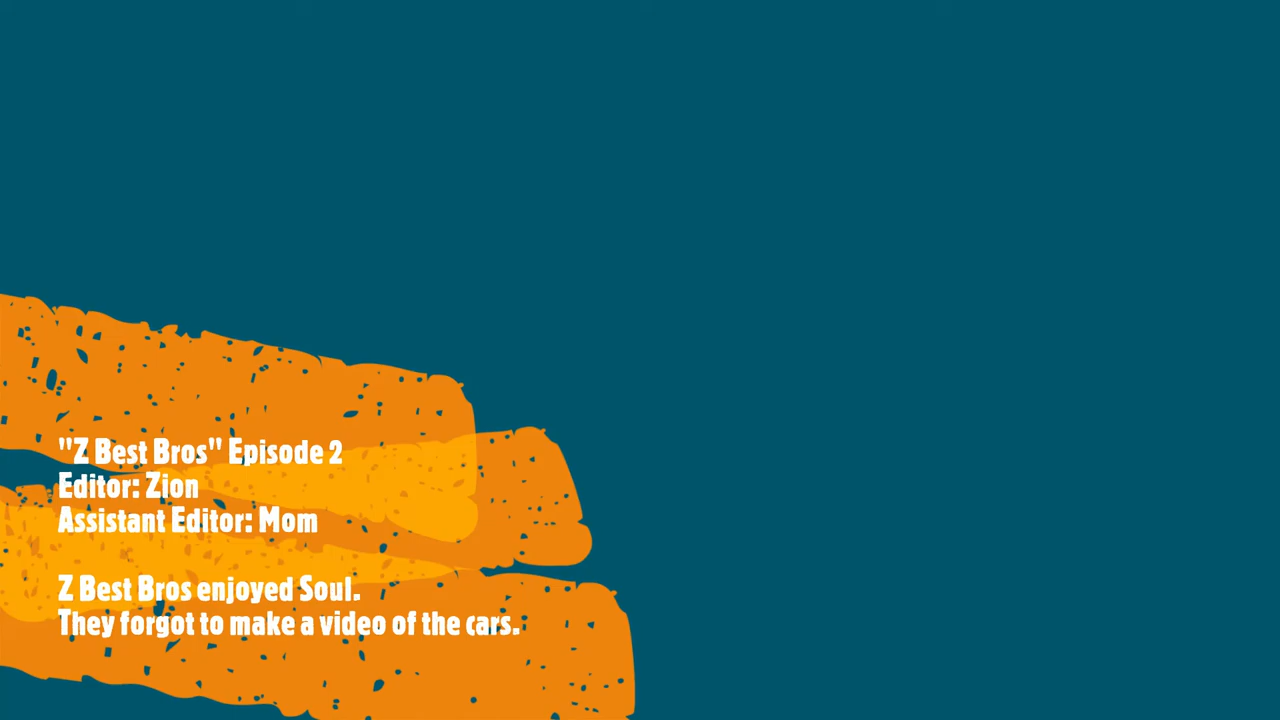 "Z Best Bros" Episode 2
Editor: Zion
Assistant Editor: Mom
Z Best Bros enjoyed Soul.
They forgot to make a video of the cars.